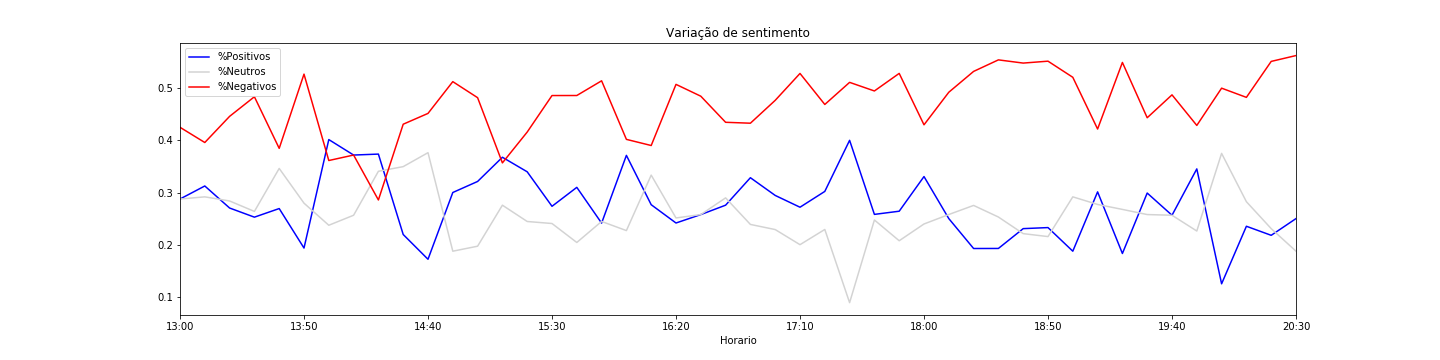 Variação de sentimento
%Positivos
%Neutros
%Negativos
0.5
0.4
0.3
0.2
0.1
13:00 13:50 14:40 15:30 16:20 17:10 18:00 18:50 19:40 20:30
Horario